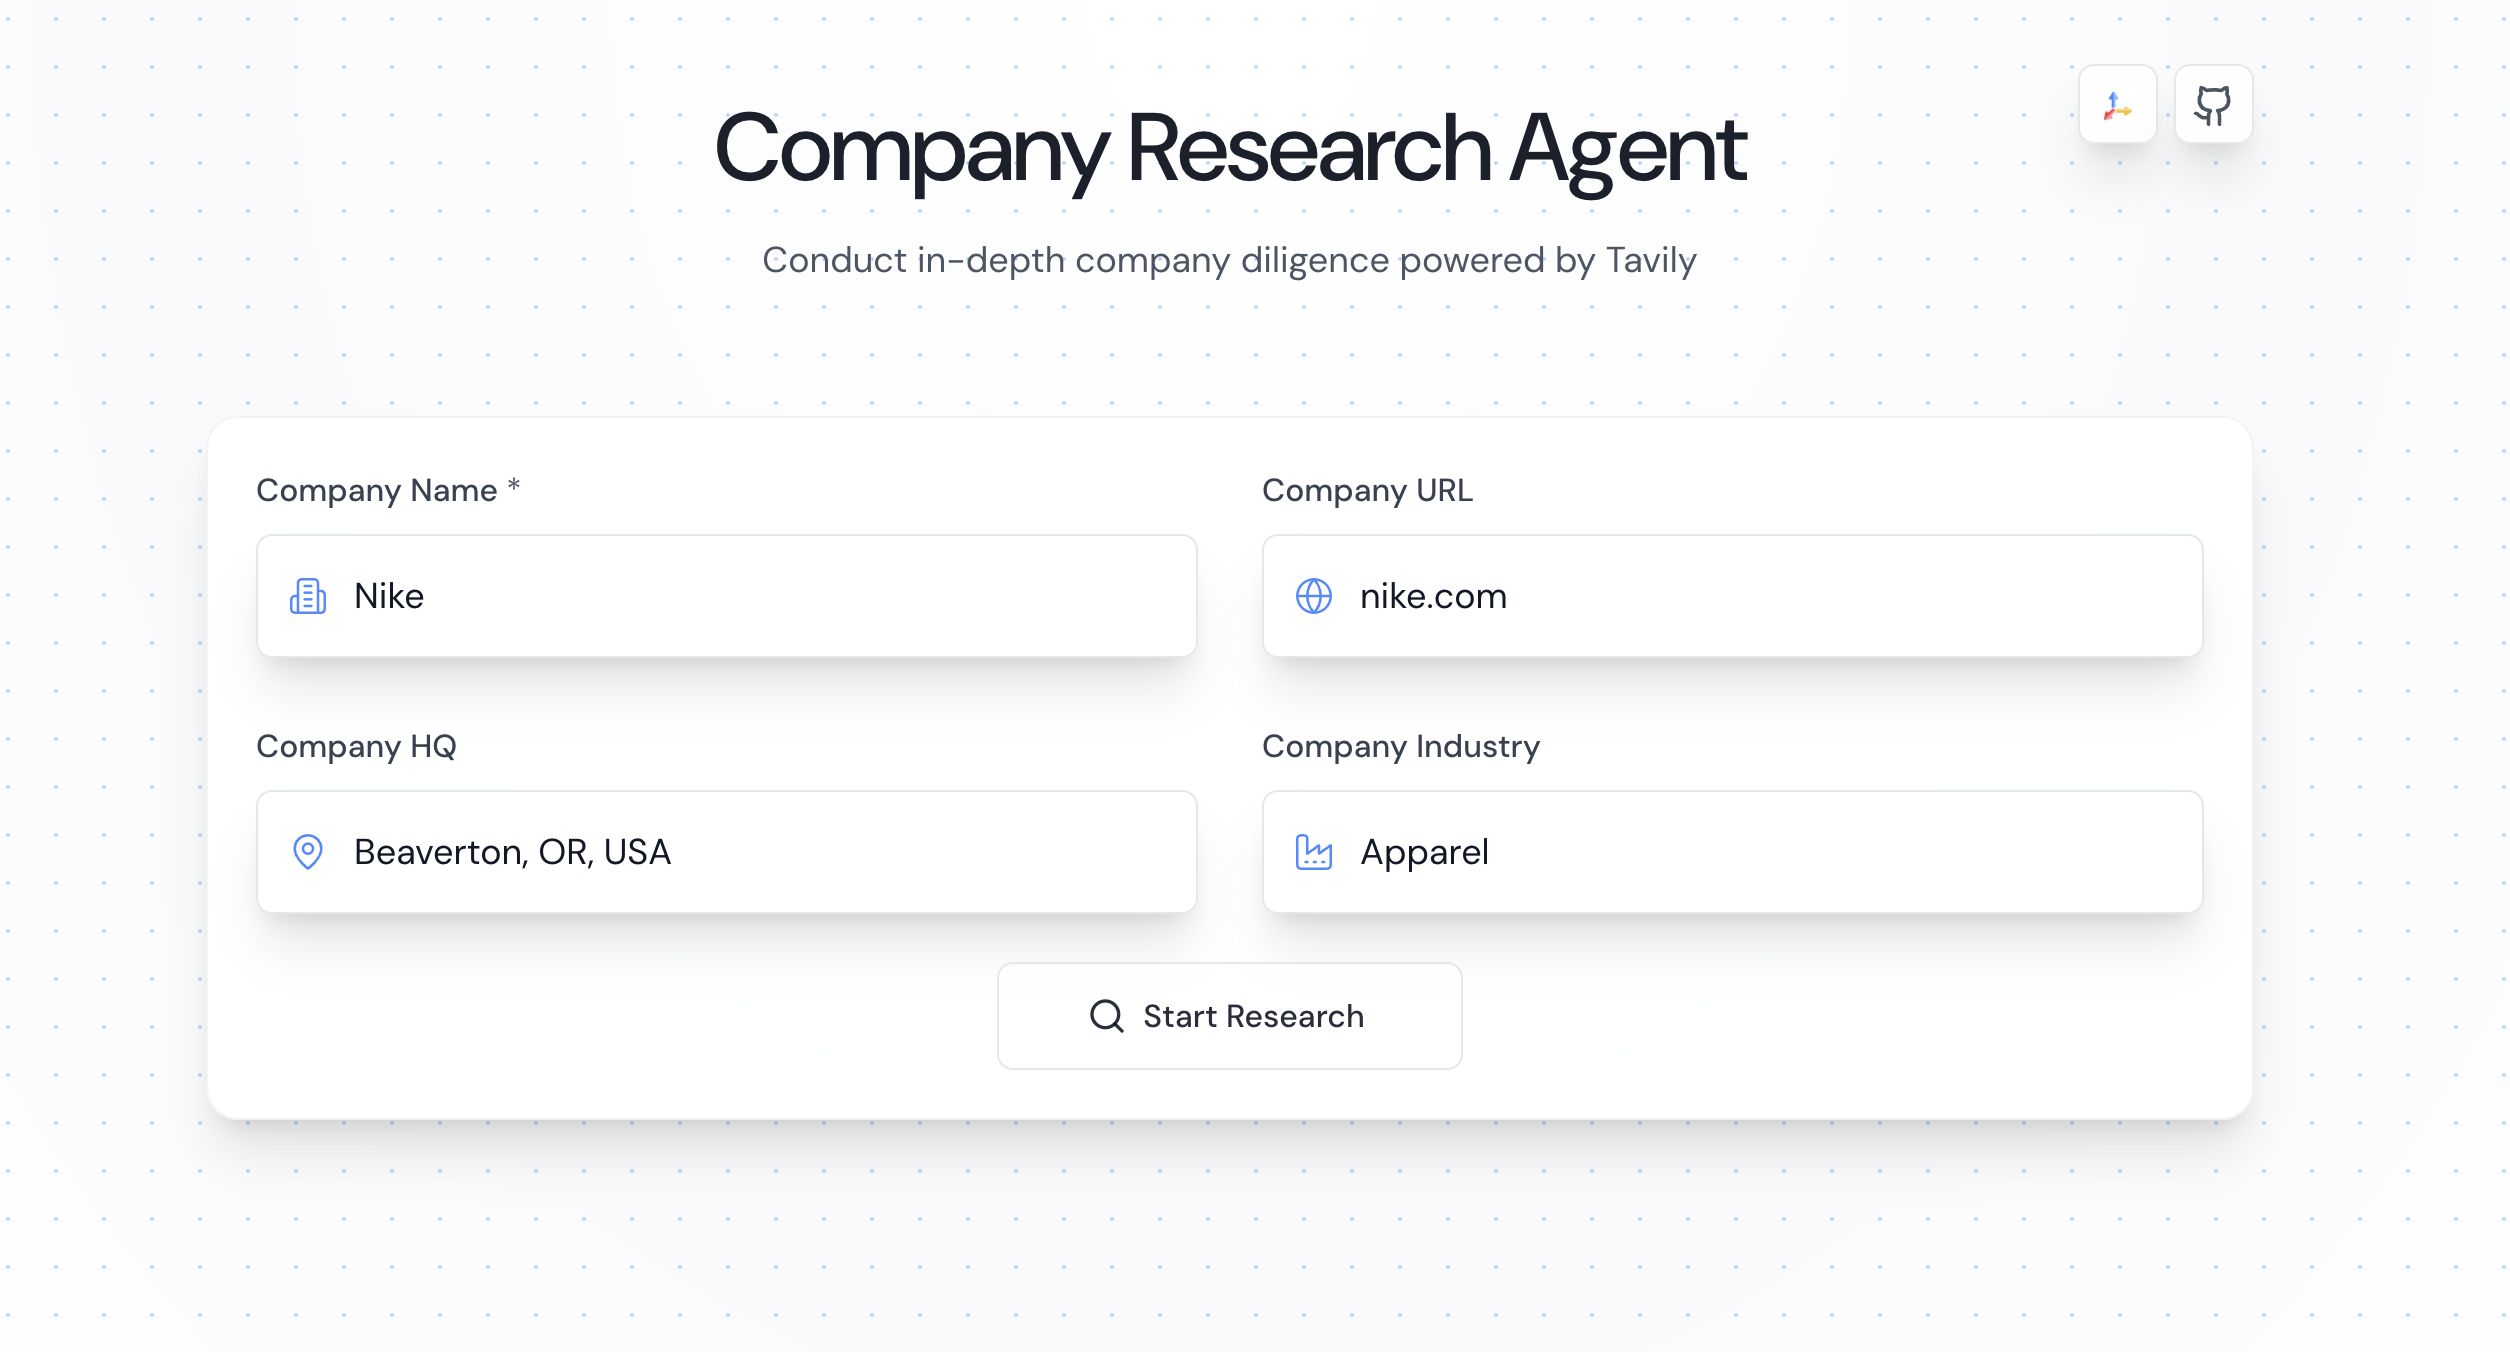 Company Research Agent
Conduct in-depth company diligence powered by Tavily
Company Name *
Nike
Company URL
nike.com
Company HQ
Beaverton, OR, USA
Company Industry
Apparel
Start Research